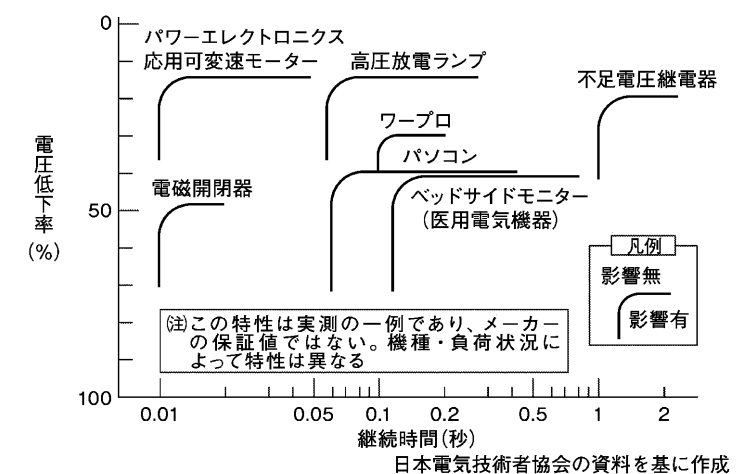 0
パワーエレクトロニクス
応用可変速モーター
高圧放電ランプ
不足電圧継電器
ワープロ
パソコン
電圧低下率
(%)
電磁開閉器
50
ベッドサイドモニター
(医用電気機器)
凡例
影響無
影響有
(注)この特性は実測の一例であり、メーカー
の保証値ではない。機種・負荷状況に
よって特性は異なる
100
0.01 0.05 0.1 0.2 0.5 1 2
継続時間(秒)
日本電気技術者協会の資料を基に作成